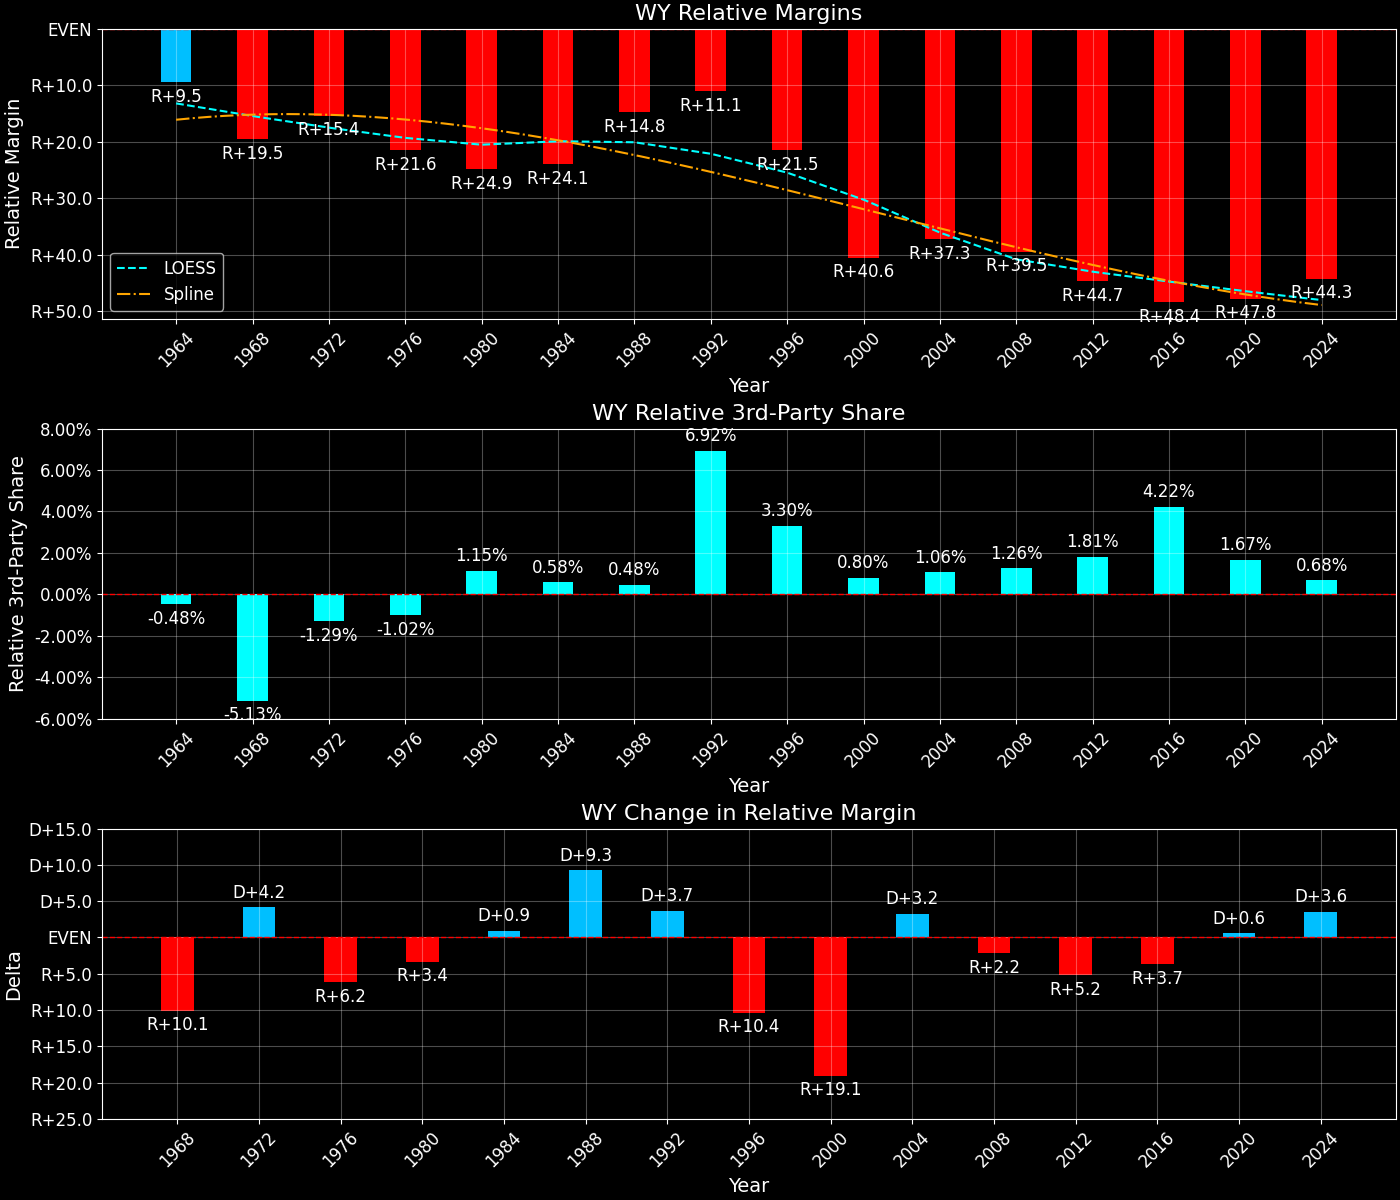 WY Relative Margins
EVEN
R+10.0
R+20.0
R+30.0
R+40.0
R+50.0
Relative Margin
R+9.5
R+19.5
R+15.4
R+21.6
R+24.9
R+24.1
R+14.8
R+11.1
R+21.5
R+40.6
R+37.3
R+39.5
R+44.7
R+48.4
R+47.8
R+44.3
LOESS
Spline
1964
1968
1972
1976
1980
1984
1988
1992
1996
2000
2004
2008
2012
2016
2020
2024
Year
WY Relative 3rd-Party Share
8.00%
6.00%
4.00%
2.00%
0.00%
-2.00%
-4.00%
-6.00%
Relative 3rd-Party Share
-0.48%
-5.13%
-1.29%
-1.02%
1.15%
0.58%
0.48%
6.92%
3.30%
0.80%
1.06%
1.26%
1.81%
4.22%
1.67%
0.68%
1964
1968
1972
1976
1980
1984
1988
1992
1996
2000
2004
2008
2012
2016
2020
2024
Year
WY Change in Relative Margin
D+15.0
D+10.0
D+5.0
EVEN
R+5.0
R+10.0
R+15.0
R+20.0
R+25.0
Delta
R+10.1
D+4.2
R+6.2
R+3.4
D+0.9
D+9.3
D+3.7
R+10.4
R+19.1
D+3.2
R+2.2
R+5.2
R+3.7
D+0.6
D+3.6
1968
1972
1976
1980
1984
1988
1992
1996
2000
2004
2008
2012
2016
2020
2024
Year